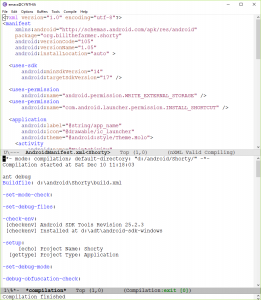 emacs@CYNTHIA
File Edit Options Buffers Tools Compile Help
<?xml version="1.0" encoding="utf-8"?>
<manifest
xmlns:android="http://schemas.android.com/apk/res/android"
package="org.billthefarmer.shorty"
android:versionCode="105"
android:versionName="1.05"
android:installLocation="auto" >
<uses-sdk
android:minSdkVersion="14"
android:targetSdkVersion="17" />
<uses-permission
android:name="android.permission.WRITE_EXTERNAL_STORAGE" />
<uses-permission
android:name="com.android.launcher.permission.INSTALL_SHORTCUT" />
<application
android:label="@string/app_name"
android:icon="@drawable/ic_launcher"
android:theme="@android:style/Theme.Holo">
<activity
AndroidManifest.xml<Shorty> Top (1,0) (nXML Valid Compiling)
-*- mode: compilation; default-directory: "d:/android/Shorty/" -*-
Compilation started at Sat Dec 10 11:18:03
ant debug
Buildfile: d:\android\Shorty\build.xml
-set-mode-check:
-set-debug-files:
-check-env:
[checkenv] Android SDK Tools Revision 25.2.3
[checkenv] Installed at d:\adt\android-sdk-windows
-setup:
[echo] Project Name: Shorty
[gettype] Project Type: Application
-set-debug-mode:
-debug-obfuscation-check:
*compilation* Top (1,0) (Compilation:exit [0])
Compilation finished